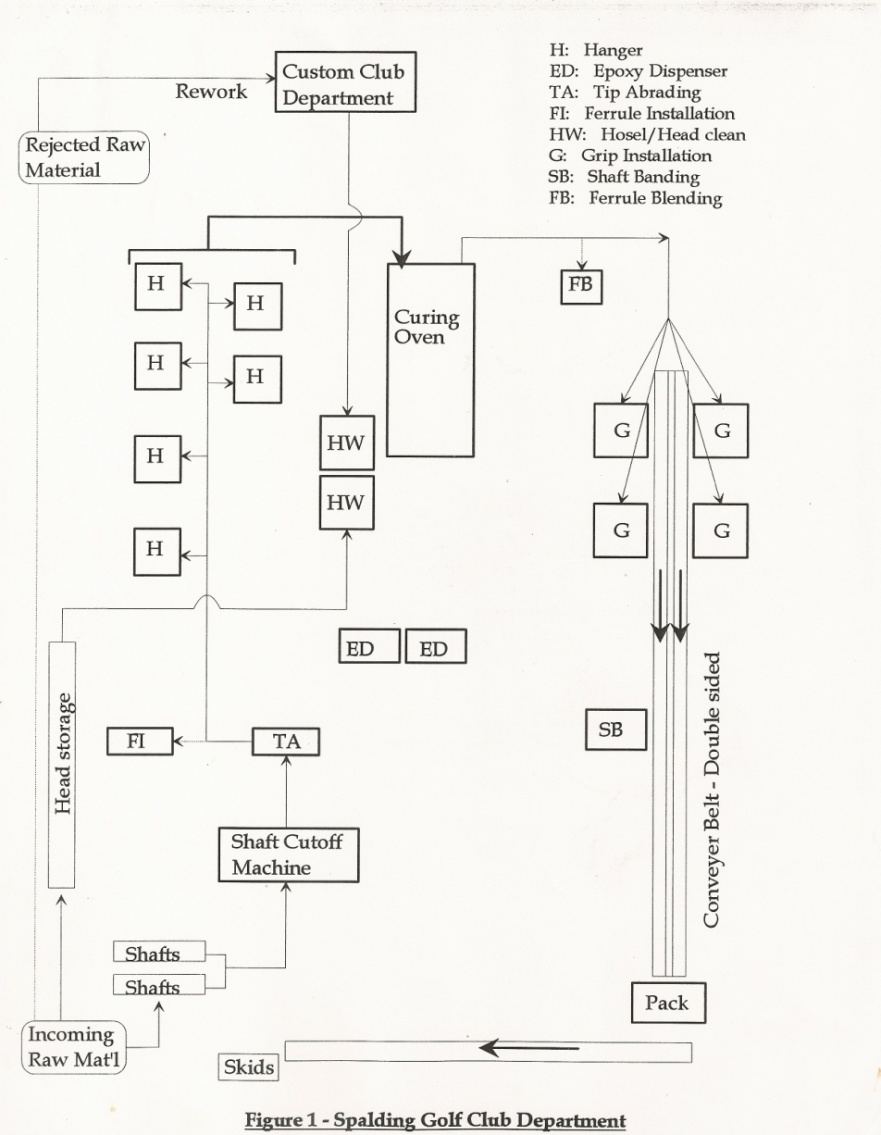 H: Hanger
ED: Epoxy Dispenser
TA: Tip Abrading
FI: Ferrule Installation
HW: Hosel/Head clean
G: Grip Installation
SB: Shaft Banding
FB: Ferrule Blending
Custom Club
Department
Rework
Rejected Raw
Material
H
H
FB
Curing
Oven
H
H
G
G
H
HW
HW
G
G
H
ED
ED
Head storage
FI
TA
SB
Conveyer Belt - Double sided
Shaft Cutoff
Machine
Shafts
Shafts
Pack
Incoming
Raw Mat'l
Skids
Figure 1 - Spalding Golf Club Department